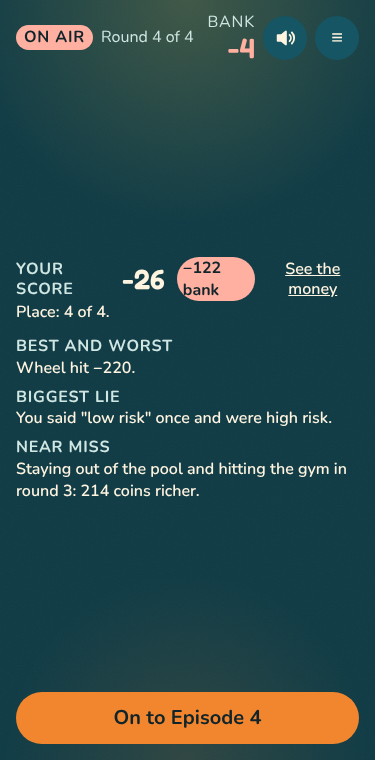 ON AIR
Round 4 of 4
BANK
-4
≡
YOUR
SCORE
-26
−122
bank
See the
money
Place: 4 of 4.
BEST AND WORST
Wheel hit −220.
BIGGEST LIE
You said "low risk" once and were high risk.
NEAR MISS
Staying out of the pool and hitting the gym in
round 3: 214 coins richer.
On to Episode 4